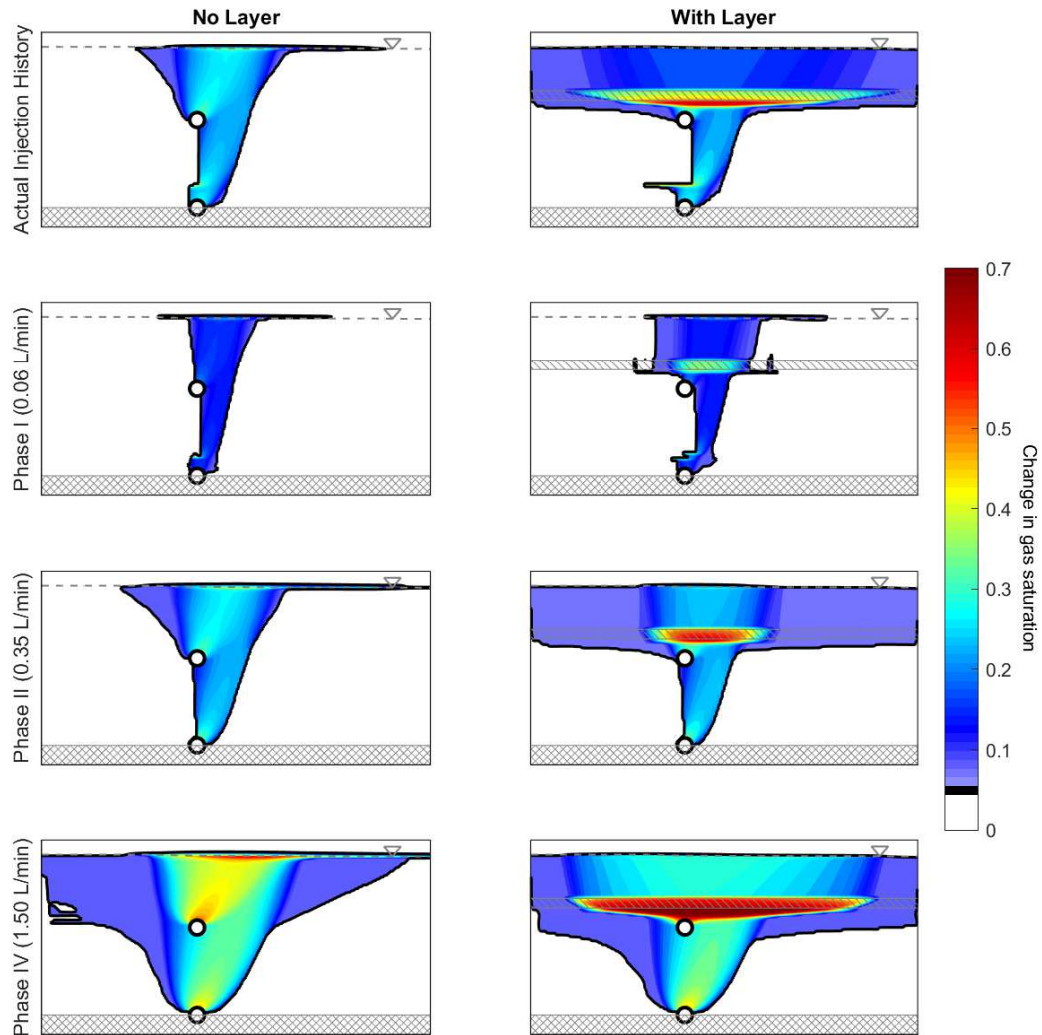 No Layer
With Layer
Actual Injection History
Phase I (0.06 L/min)
Phase II (0.35 L/min)
Phase IV (1.50 L/min)
0.7
0.6
0.5
0.4
0.3
0.2
0.1
0
Change in gas saturation